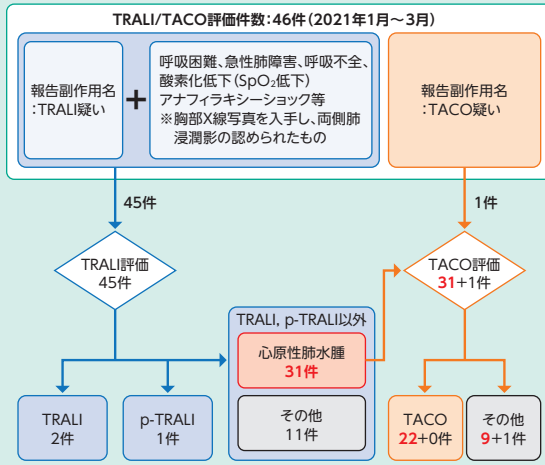 TRALI/TACO評価件数：46件（2021年1月～3月）
報告副作用名
：TRALI疑い
+
呼吸困難、急性肺障害、呼吸不全、
酸素化低下（SpO₂低下）
アナフィラキシーショック等
※胸部X線写真を入手し、両側肺
浸潤影の認められたもの
報告副作用名
：TACO疑い
45件
1件
TRALI評価
45件
TACO評価
31+1件
TRALI, p-TRALI以外
心原性肺水腫
31件
その他
11件
TRALI
2件
p-TRALI
1件
TACO
22+0件
その他
9+1件